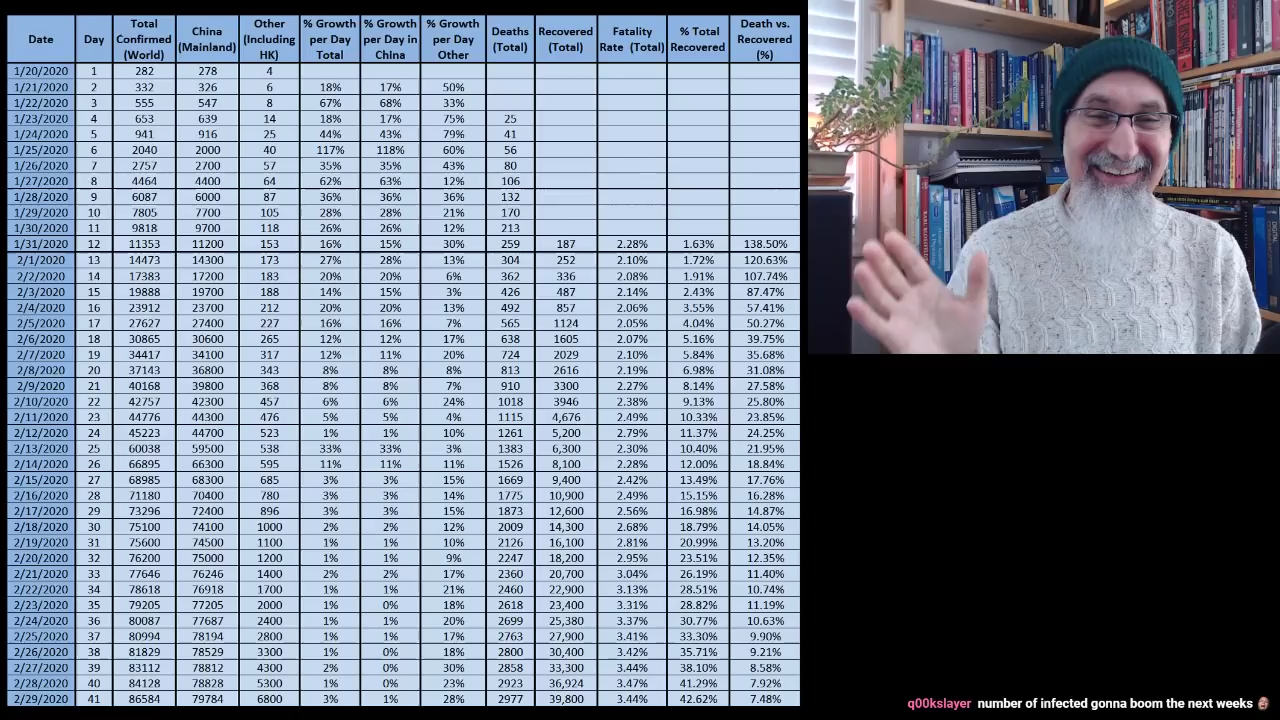 Date Day Total Confirmed (World) China (Mainland) Other (Including HK) % Growth per Day Total % Growth per Day in China % Growth per Day Other Deaths (Total) Recovered (Total) Fatality Rate (Total) % Total Recovered Death vs. Recovered (%)
1/20/2020 1 282 278 4
1/21/2020 2 332 326 6 18% 17% 50%
1/22/2020 3 555 547 8 67% 68% 33%
1/23/2020 4 653 639 14 18% 17% 75% 25
1/24/2020 5 941 916 25 44% 43% 79% 41
1/25/2020 6 2040 2000 40 117% 118% 60% 56
1/26/2020 7 2757 2700 57 35% 35% 43% 80
1/27/2020 8 4464 4400 64 62% 63% 12% 106
1/28/2020 9 6087 6000 87 36% 36% 36% 132
1/29/2020 10 7805 7700 105 28% 28% 21% 170
1/30/2020 11 9818 9700 118 26% 26% 12% 213
1/31/2020 12 11353 11200 153 16% 15% 30% 259 187 2.28% 1.63% 138.50%
2/1/2020 13 14473 14300 173 27% 28% 13% 304 252 2.10% 1.72% 120.63%
2/2/2020 14 17383 17200 183 20% 20% 6% 362 336 2.08% 1.91% 107.74%
2/3/2020 15 19888 19700 188 14% 15% 3% 426 487 2.14% 2.43% 87.47%
2/4/2020 16 23912 23700 212 20% 20% 13% 492 857 2.06% 3.55% 57.41%
2/5/2020 17 27627 27400 227 16% 16% 7% 565 1124 2.05% 4.04% 50.27%
2/6/2020 18 30865 30600 265 12% 12% 17% 638 1605 2.07% 5.16% 39.75%
2/7/2020 19 34417 34100 317 12% 11% 20% 724 2029 2.10% 5.84% 35.68%
2/8/2020 20 37143 36800 343 8% 8% 8% 813 2616 2.19% 6.98% 31.08%
2/9/2020 21 40168 39800 368 8% 8% 7% 910 3300 2.27% 8.14% 27.58%
2/10/2020 22 42757 42300 457 6% 6% 24% 1018 3946 2.38% 9.13% 25.80%
2/11/2020 23 44776 44300 476 5% 5% 4% 1115 4,676 2.49% 10.33% 23.85%
2/12/2020 24 45223 44700 523 1% 1% 10% 1261 5,200 2.79% 11.37% 24.25%
2/13/2020 25 60038 59500 538 33% 33% 3% 1383 6,300 2.30% 10.40% 21.95%
2/14/2020 26 66895 66300 595 11% 11% 11% 1526 8,100 2.28% 12.00% 18.84%
2/15/2020 27 68985 68300 685 3% 3% 15% 1669 9,400 2.42% 13.49% 17.76%
2/16/2020 28 71180 70400 780 3% 3% 14% 1775 10,900 2.49% 15.15% 16.28%
2/17/2020 29 73296 72400 896 3% 3% 15% 1873 12,600 2.56% 16.98% 14.87%
2/18/2020 30 75100 74100 1000 2% 2% 12% 2009 14,300 2.68% 18.79% 14.05%
2/19/2020 31 75600 74500 1100 1% 1% 10% 2126 16,100 2.81% 20.99% 13.20%
2/20/2020 32 76200 75000 1200 1% 1% 9% 2247 18,200 2.95% 23.51% 12.35%
2/21/2020 33 77646 76246 1400 2% 2% 17% 2360 20,700 3.04% 26.19% 11.40%
2/22/2020 34 78618 76918 1700 1% 1% 21% 2460 22,900 3.13% 28.51% 10.74%
2/23/2020 35 79205 77205 2000 1% 0% 18% 2618 23,400 3.31% 28.82% 11.19%
2/24/2020 36 80087 77687 2400 1% 1% 20% 2699 25,380 3.37% 30.77% 10.63%
2/25/2020 37 80994 78194 2800 1% 1% 17% 2763 27,900 3.41% 33.30% 9.90%
2/26/2020 38 81829 78529 3300 1% 0% 18% 2800 30,400 3.42% 35.71% 9.21%
2/27/2020 39 83112 78812 4300 2% 0% 30% 2858 33,300 3.44% 38.10% 8.58%
2/28/2020 40 84128 78828 5300 1% 0% 23% 2923 36,924 3.47% 41.29% 7.92%
2/29/2020 41 86584 79784 6800 3% 1% 28% 2977 39,800 3.44% 42.62% 7.48%
q00kslayer number of infected gonna boom the next weeks